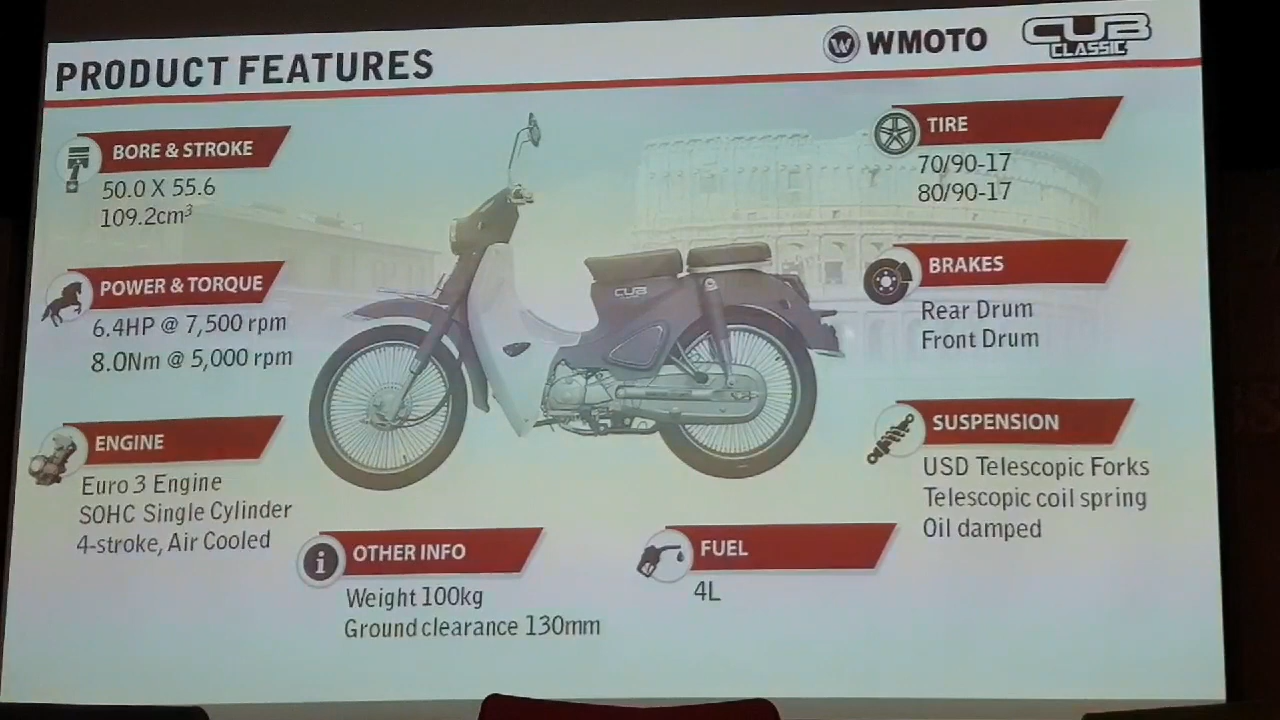 PRODUCT FEATURES
W WMOTO
CUB
CLASSIC
BORE & STROKE
50.0 X 55.6
109.2cm³
POWER & TORQUE
6.4HP @ 7,500 rpm
8.0Nm @ 5,000 rpm
ENGINE
Euro 3 Engine
SOHC Single Cylinder
4-stroke, Air Cooled
OTHER INFO
Weight 100kg
Ground clearance 130mm
CUB
FUEL
4L
TIRE
70/90-17
80/90-17
BRAKES
Rear Drum
Front Drum
SUSPENSION
USD Telescopic Forks
Telescopic coil spring
Oil damped